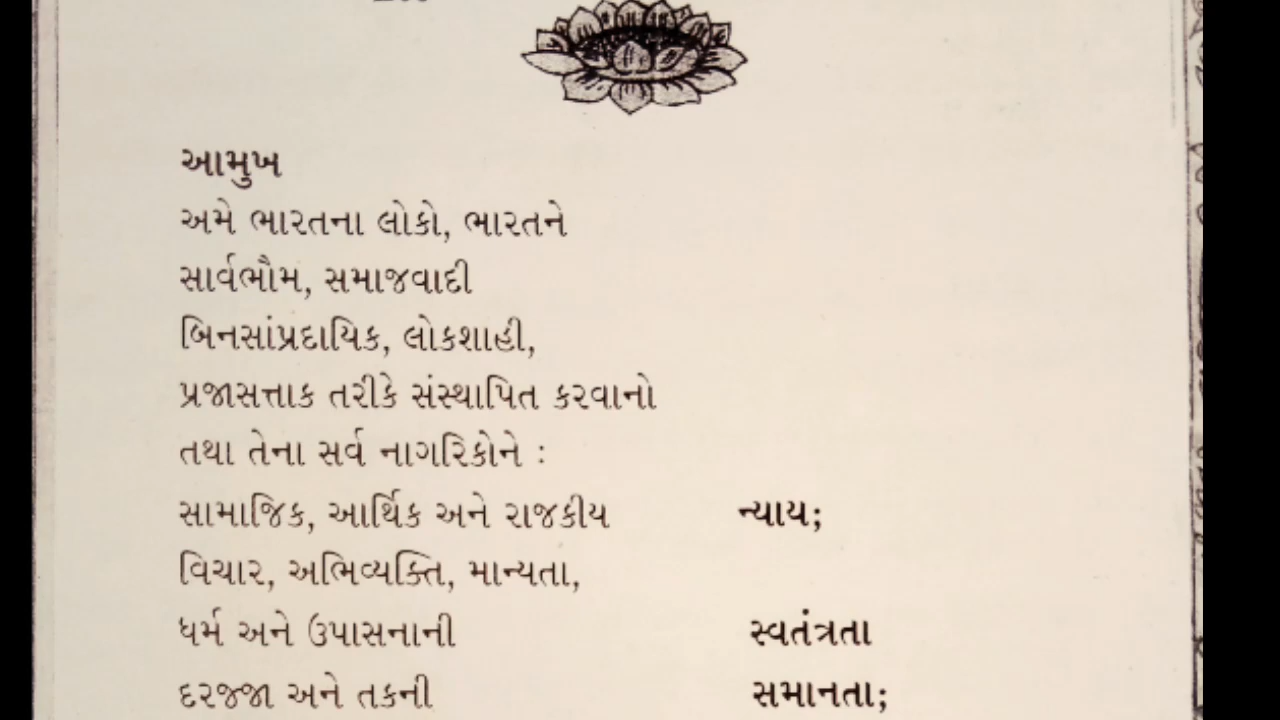 આમુખ
અમે ભારતના લોકો, ભારતને
સાર્વભૌમ, સમાજવાદી
બિનસાંપ્રદાયિક, લોકશાહી,
પ્રજાસત્તાક તરીકે સંસ્થાપિત કરવાનો
તથા તેના સર્વ નાગરિકોને :
સામાજિક, આર્થિક અને રાજકીય ન્યાય;
વિચાર, અભિવ્યક્તિ, માન્યતા,
ધર્મ અને ઉપાસનાની સ્વતંત્રતા
દરજ્જા અને તકની સમાનતા;